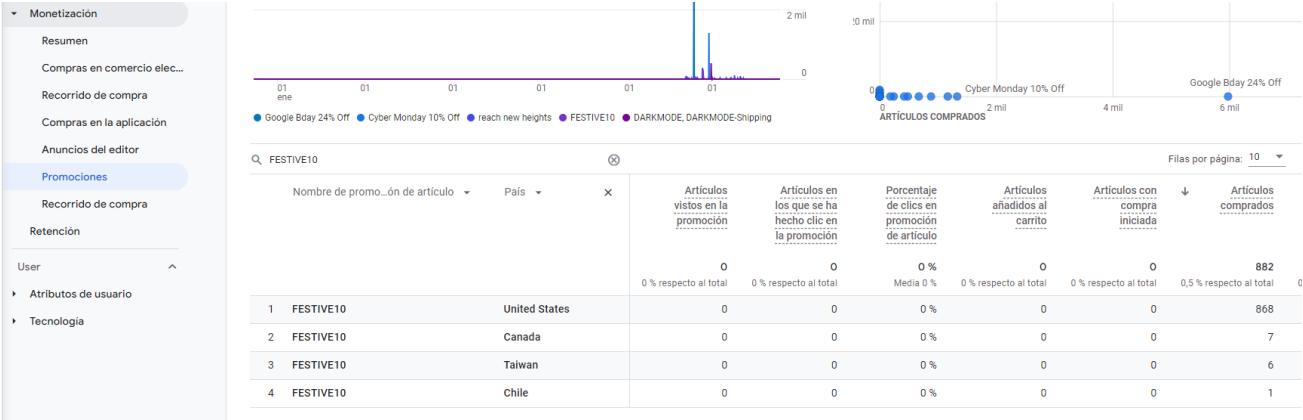 Monetización
Resumen
Compras en comercio elec...
Recorrido de compra
Compras en la aplicación
Anuncios del editor
Promociones
Recorrido de compra
Retención
User
Atributos de usuario
Tecnología
2 mil
0
01
ene
01
01
01
01
01
Google Bday 24% Off
Cyber Monday 10% Off
reach new heights
FESTIVE10
DARKMODE, DARKMODE-Shipping
20 mil
0
Cyber Monday 10% Off
Google Bday 24% Off
0
2 mil
4 mil
6 mil
ARTÍCULOS COMPRADOS
FESTIVE10
Filas por página: 10
Nombre de promo...ón de artículo
País
Artículos
vistos en la
promoción
Artículos en
los que se ha
hecho clic en
la promoción
Porcentaje
de clics en
promoción
de artículo
Artículos
añadidos al
carrito
Artículos con
compra
iniciada
Artículos
comprados
0 0 0 % 0 0 882
0 % respecto al total 0 % respecto al total Media 0 % 0 % respecto al total 0 % respecto al total 0,5 % respecto al total
1 FESTIVE10 United States 0 0 0 % 0 0 868
2 FESTIVE10 Canada 0 0 0 % 0 0 7
3 FESTIVE10 Taiwan 0 0 0 % 0 0 6
4 FESTIVE10 Chile 0 0 0 % 0 0 1